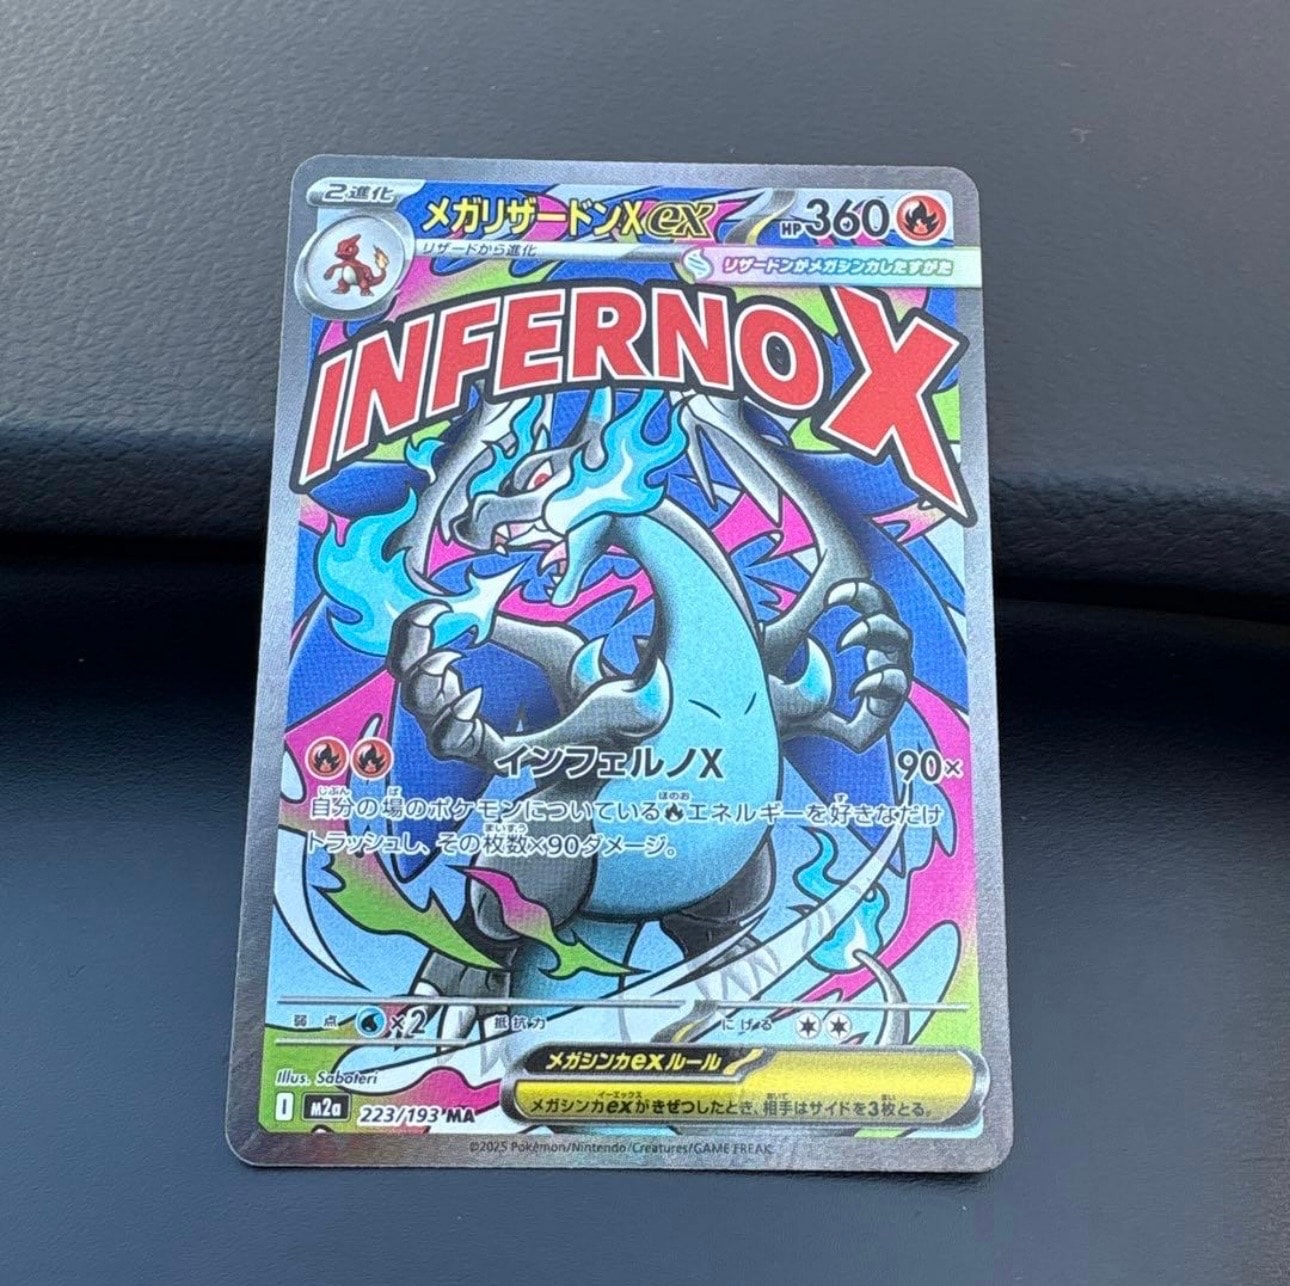 2進化
メガリザードンXex
HP360
リザードから進化
リザードンがメガシンカしたすがた
INFERNO X
インフェルノX
90×
自分の場のポケモンについているエネルギーを好きなだけ
トラッシュし、その枚数×90ダメージ。
弱点
×2
抵抗力
にげる
メガシンカexルール
メガシンカexがきぜつしたとき、相手はサイドを3枚とる。
Illus. Saboteri
I
M2a
223/193 MA
©2025 Pokémon/Nintendo/Creatures/GAME FREAK